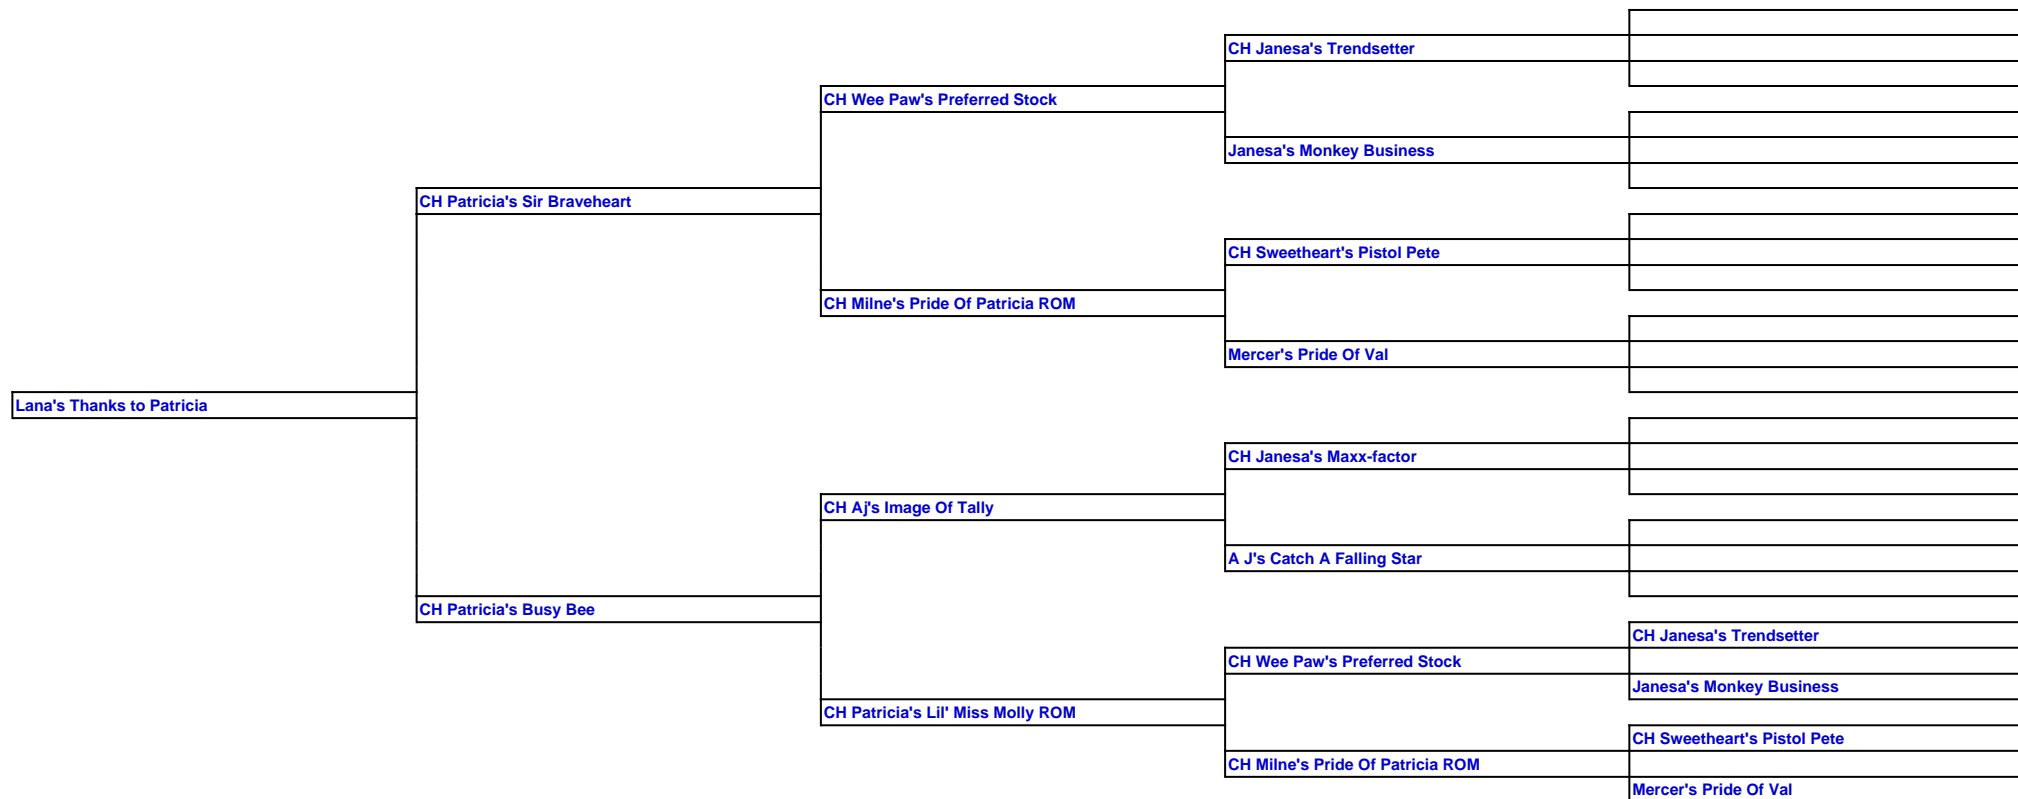 CH Janesa's Trendsetter
CH Wee Paw's Preferred Stock
Janesa's Monkey Business
CH Patricia's Sir Braveheart
CH Sweetheart's Pistol Pete
CH Milne's Pride Of Patricia ROM
Mercer's Pride Of Val
Lana's Thanks to Patricia
CH Janesa's Maxx-factor
CH Aj's Image Of Tally
A J's Catch A Falling Star
CH Patricia's Busy Bee
CH Janesa's Trendsetter
CH Wee Paw's Preferred Stock
Janesa's Monkey Business
CH Patricia's Lil' Miss Molly ROM
CH Sweetheart's Pistol Pete
CH Milne's Pride Of Patricia ROM
Mercer's Pride Of Val